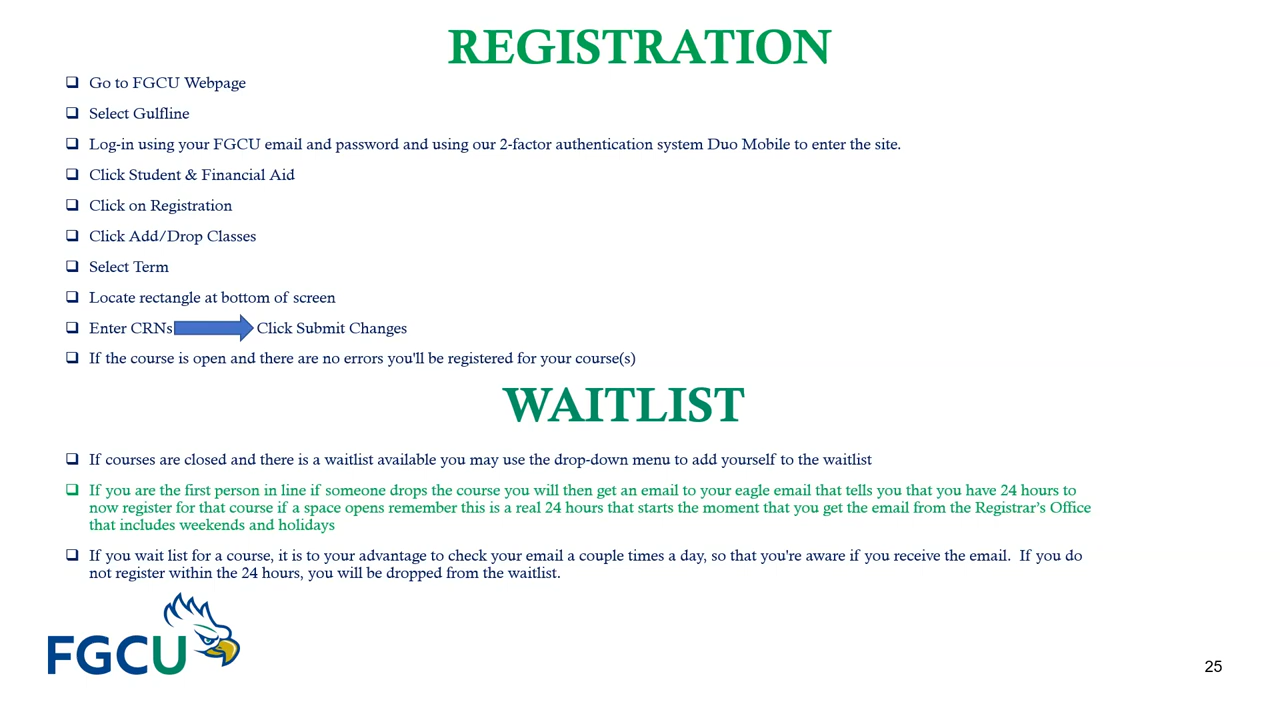 REGISTRATION
Go to FGCU Webpage
Select Gulfline
Log-in using your FGCU email and password and using our 2-factor authentication system Duo Mobile to enter the site.
Click Student & Financial Aid
Click on Registration
Click Add/Drop Classes
Select Term
Locate rectangle at bottom of screen
Enter CRNs Click Submit Changes
If the course is open and there are no errors you'll be registered for your course(s)
WAITLIST
If courses are closed and there is a waitlist available you may use the drop-down menu to add yourself to the waitlist
If you are the first person in line if someone drops the course you will then get an email to your eagle email that tells you that you have 24 hours to
now register for that course if a space opens remember this is a real 24 hours that starts the moment that you get the email from the Registrar’s Office
that includes weekends and holidays
If you wait list for a course, it is to your advantage to check your email a couple times a day, so that you're aware if you receive the email.  If you do
not register within the 24 hours, you will be dropped from the waitlist.
FGCU
25